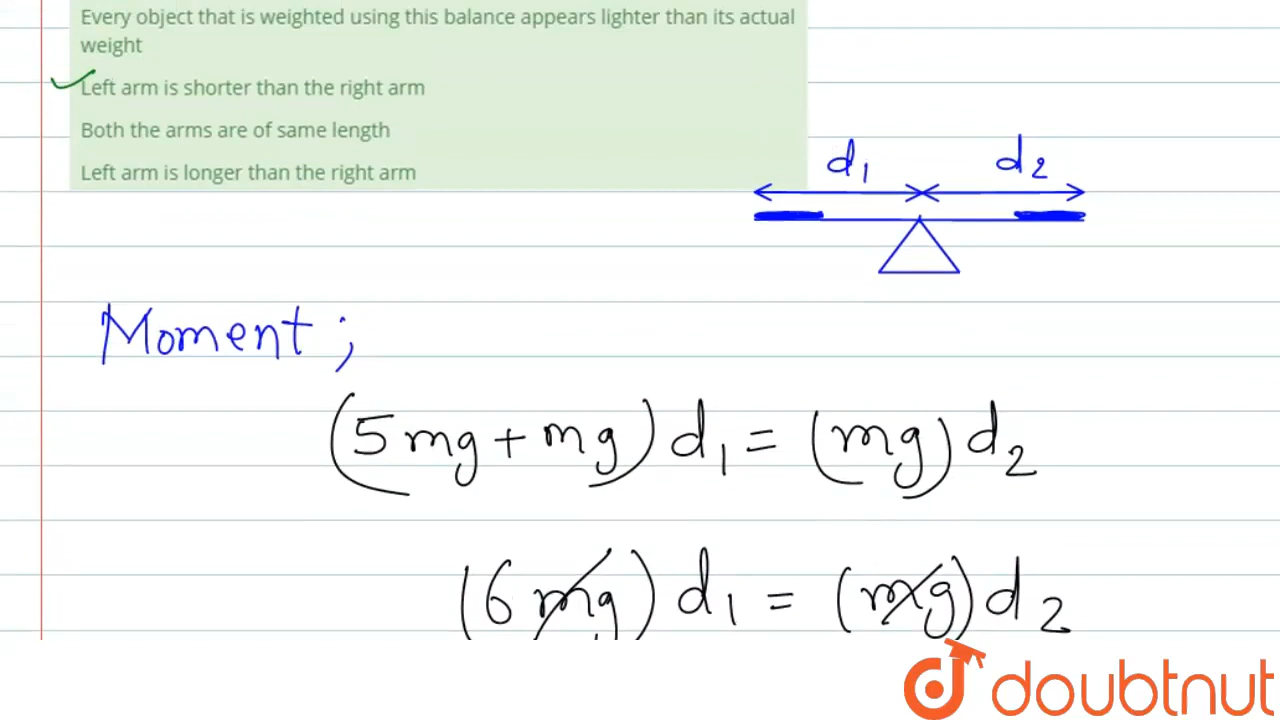 Every object that is weighted using this balance appears lighter than its actual
weight
Left arm is shorter than the right arm
Both the arms are of same length
Left arm is longer than the right arm
d₁ d₂
Moment ;
(5mg + mg) d₁ = (mg) d₂
(6mg) d₁ = (mg) d₂
doubtnut